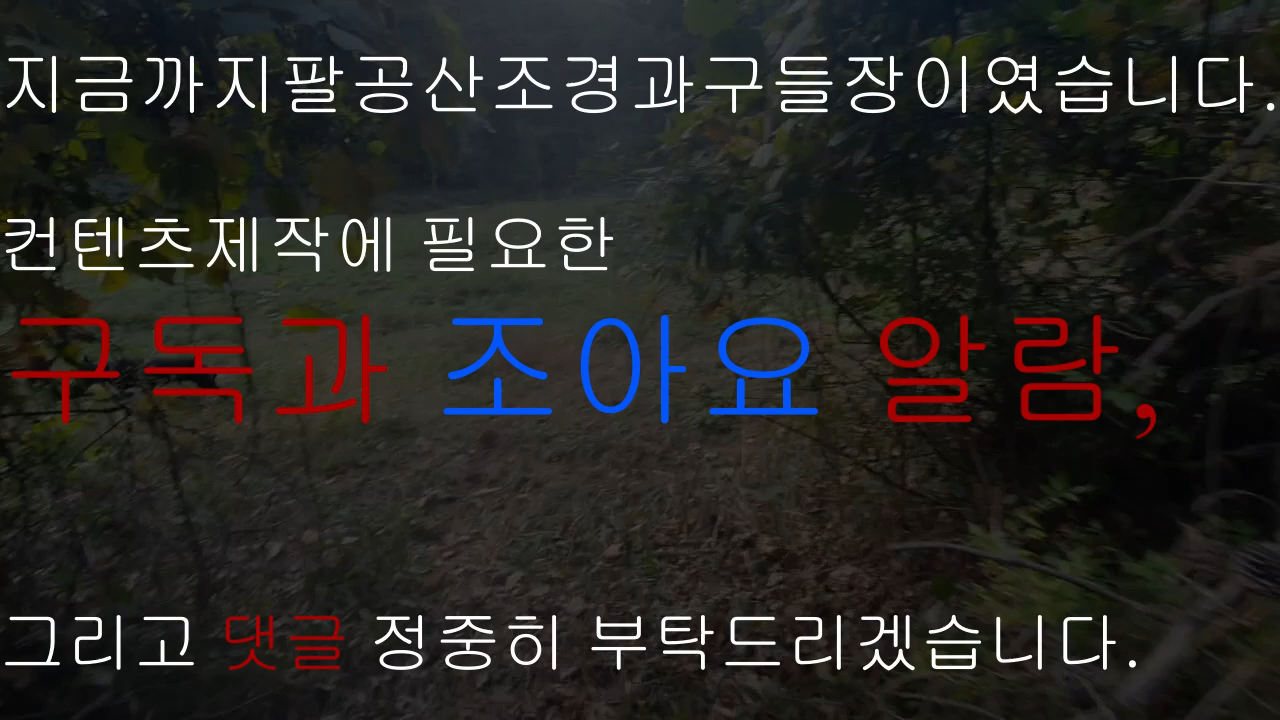 지금까지팔공산조경과구들장이였습니다.
컨텐츠제작에 필요한
구독과 조아요 알람,
그리고 댓글 정중히 부탁드리겠습니다.